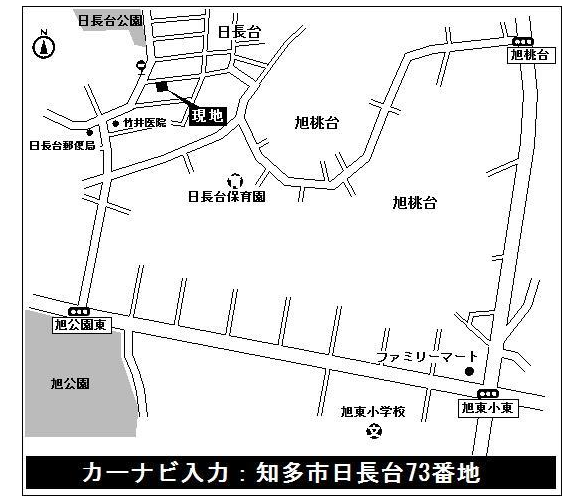 日長台公園
N
日長台
旭桃台
現地
竹井医院
旭桃台
日長台郵便局
日長台保育園
旭桃台
旭公園東
ファミリーマート
旭公園
旭東小学校
旭東小東
文
カーナビ入力：知多市日長台73番地